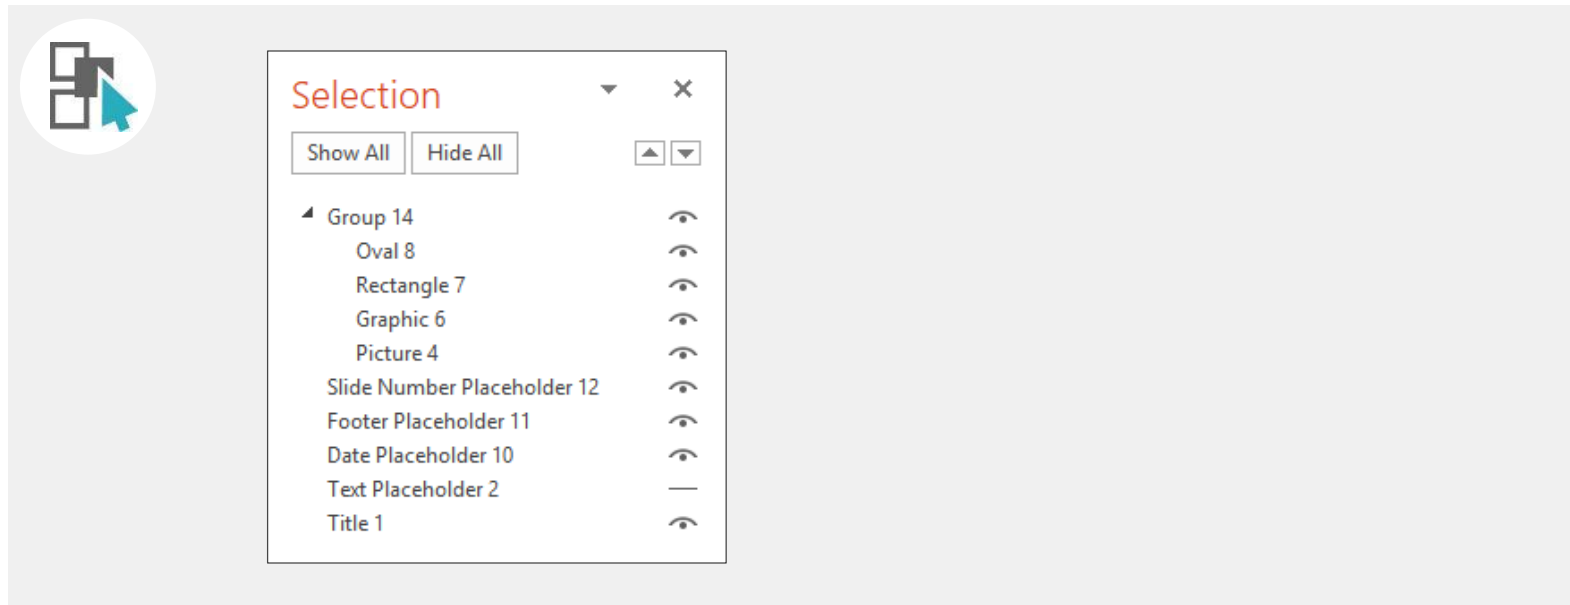 Selection
Show All Hide All
Group 14
Oval 8
Rectangle 7
Graphic 6
Picture 4
Slide Number Placeholder 12
Footer Placeholder 11
Date Placeholder 10
Text Placeholder 2
Title 1